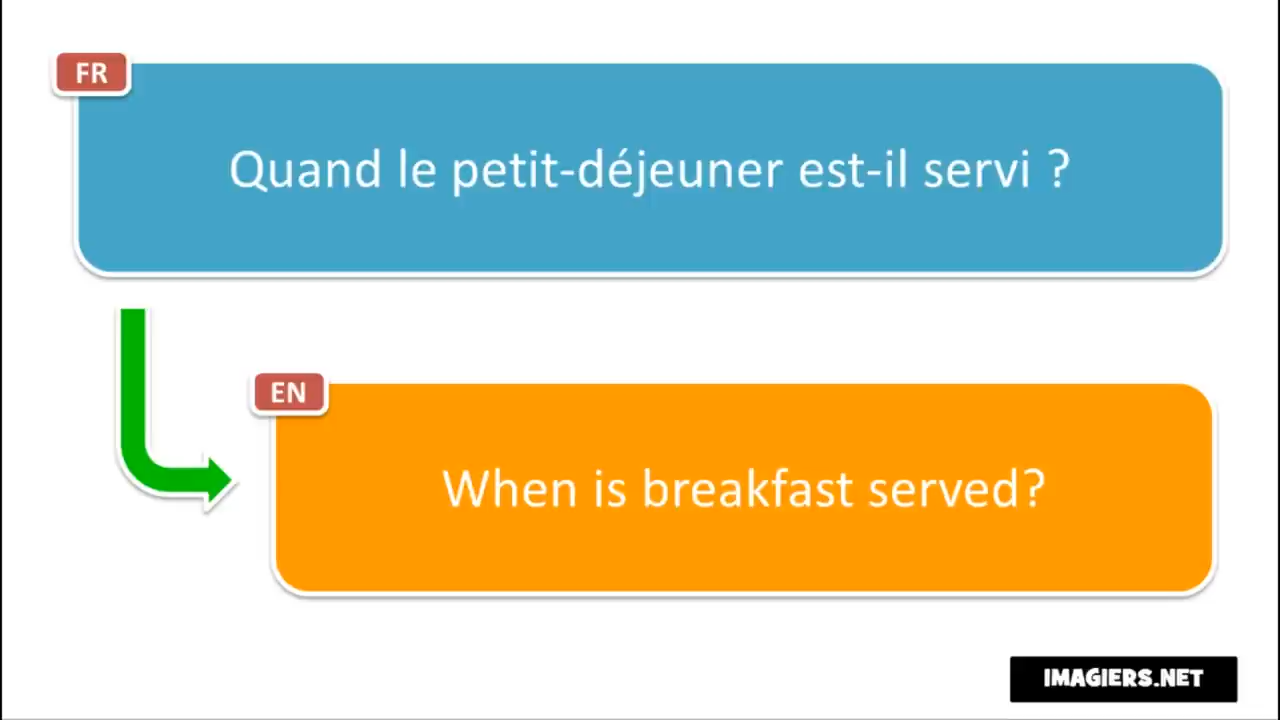 FR
Quand le petit-déjeuner est-il servi ?
EN
When is breakfast served?
IMAGIERS.NET